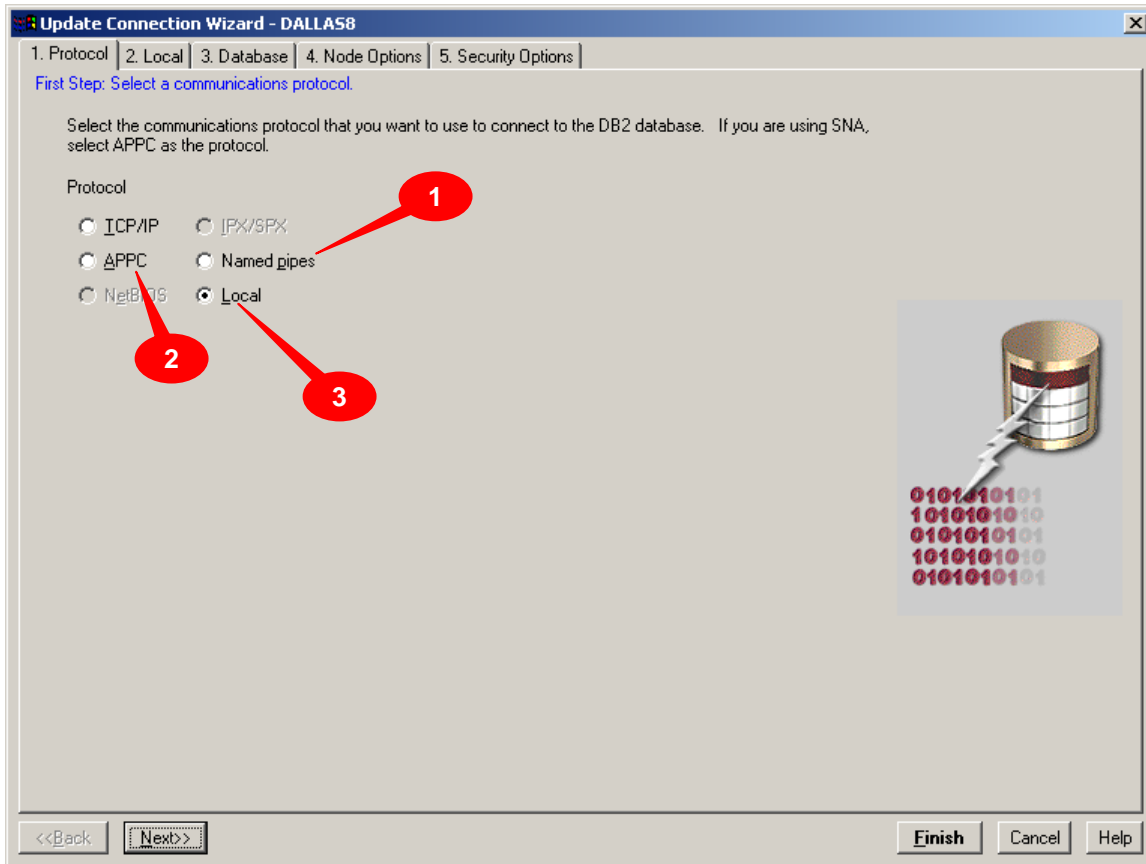 Update Connection Wizard - DALLAS8
1. Protocol 2. Local 3. Database 4. Node Options 5. Security Options
First Step: Select a communications protocol.
Select the communications protocol that you want to use to connect to the DB2 database. If you are using SNA,
select APPC as the protocol.
Protocol
1
TCP/IP IPX/SPX
APPC Named pipes
NetBIOS Local
2
3
0101010101
1010101010
0101010101
1010101010
0101010101
<<Back Next>> Finish Cancel Help